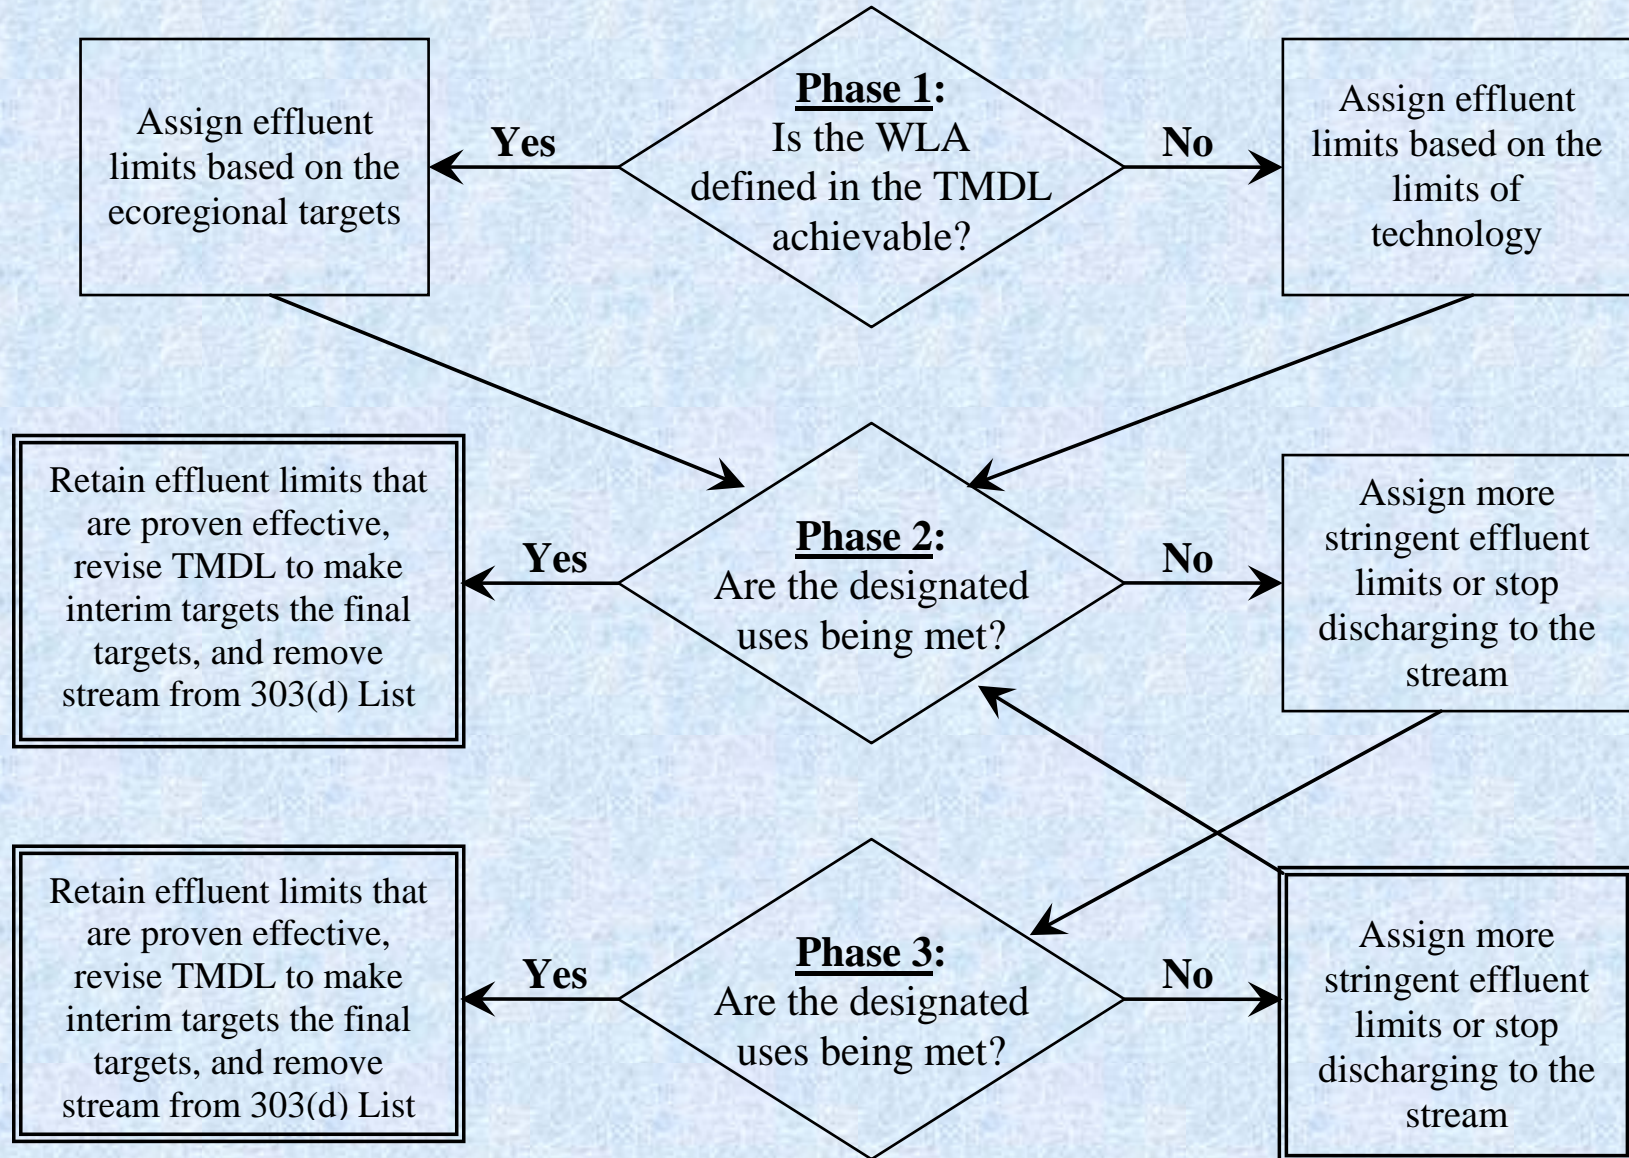 Assign effluent
limits based on the
ecoregional targets
Yes
Phase 1:
Is the WLA
defined in the TMDL
achievable?
No
Assign effluent
limits based on the
limits of
technology
Retain effluent limits that
are proven effective,
revise TMDL to make
interim targets the final
targets, and remove
stream from 303(d) List
Yes
Phase 2:
Are the designated
uses being met?
No
Assign more
stringent effluent
limits or stop
discharging to the
stream
Retain effluent limits that
are proven effective,
revise TMDL to make
interim targets the final
targets, and remove
stream from 303(d) List
Yes
Phase 3:
Are the designated
uses being met?
No
Assign more
stringent effluent
limits or stop
discharging to the
stream